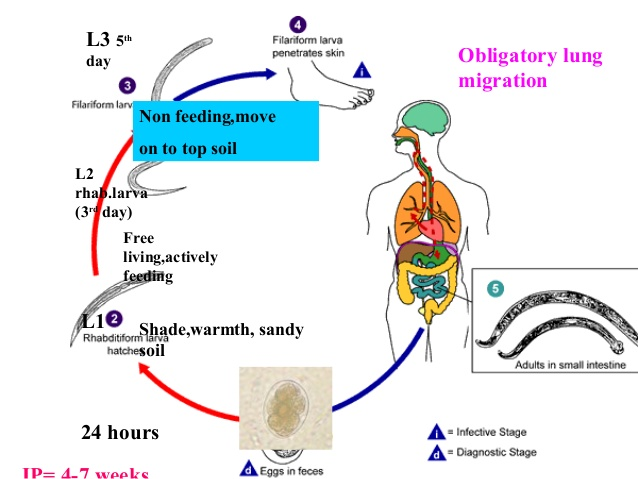 L3 5th
day
3
Filariform larv
4
Filariform larva
penetrates skin
i
Obligatory lung
migration
Non feeding,move
on to top soil
L2
rhab.larva
(3rd day)
Free
living,actively
feeding
L1 2
Rhabditiform larva
hatches
Shade,warmth, sandy
soil
5
Adults in small intestine
24 hours
d Eggs in feces
i = Infective Stage
d = Diagnostic Stage
IP= 4-7 weeks